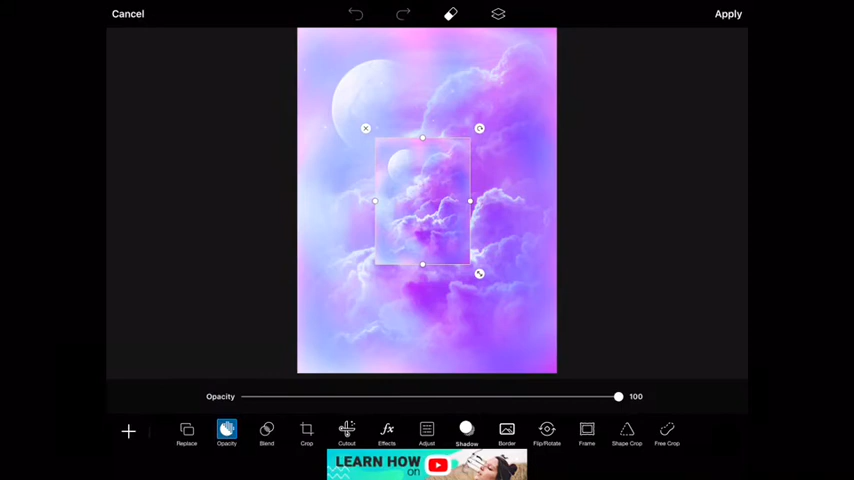 Cancel
Apply
Opacity 100
Replace Opacity Blend Crop Cutout Effects Adjust Shadow Border Flip/Rotate Frame Shape Crop Free Crop
LEARN HOW
on